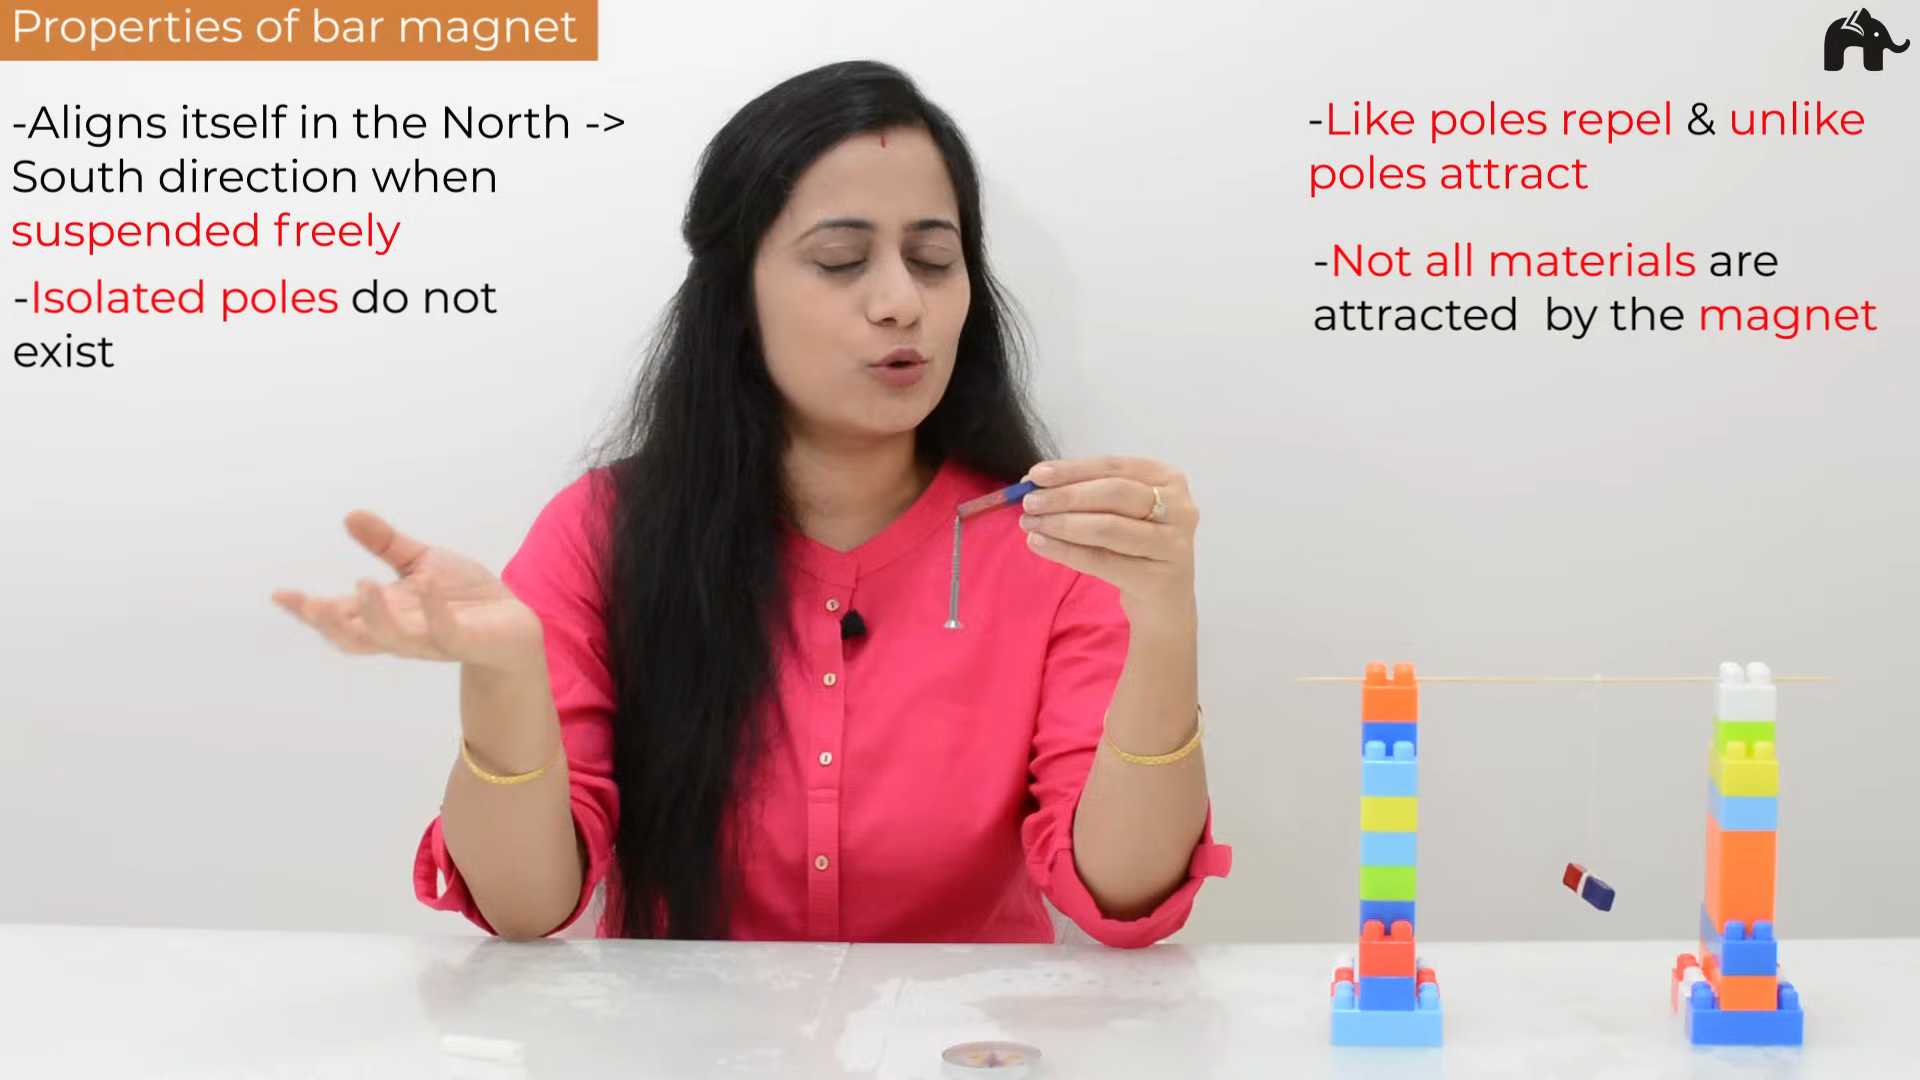 Properties of bar magnet
-Aligns itself in the North ->
South direction when
suspended freely
-Isolated poles do not
exist
-Like poles repel & unlike
poles attract
-Not all materials are
attracted by the magnet